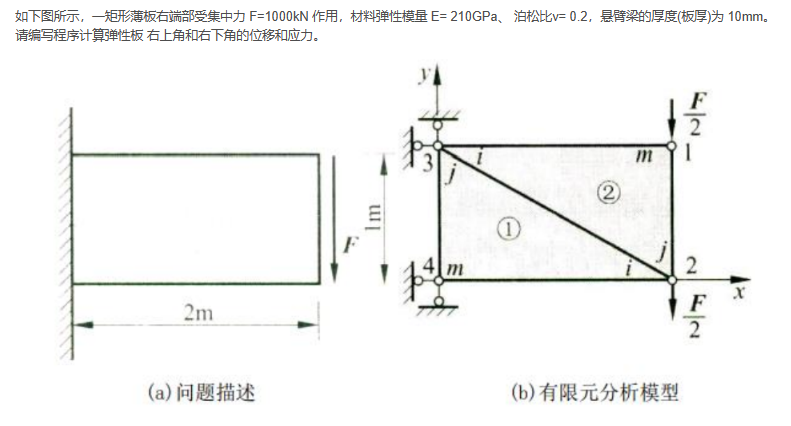 如下图所示，一矩形薄板右端部受集中力 F=1000kN 作用，材料弹性模量 E= 210GPa、 泊松比v= 0.2，悬臂梁的厚度(板厚)为 10mm。
请编写程序计算弹性板 右上角和右下角的位移和应力。
y
F
2
3
i
j
m
1
②
①
1m
F
4
m
i
j
2
x
F
2
2m
(a)问题描述
(b)有限元分析模型